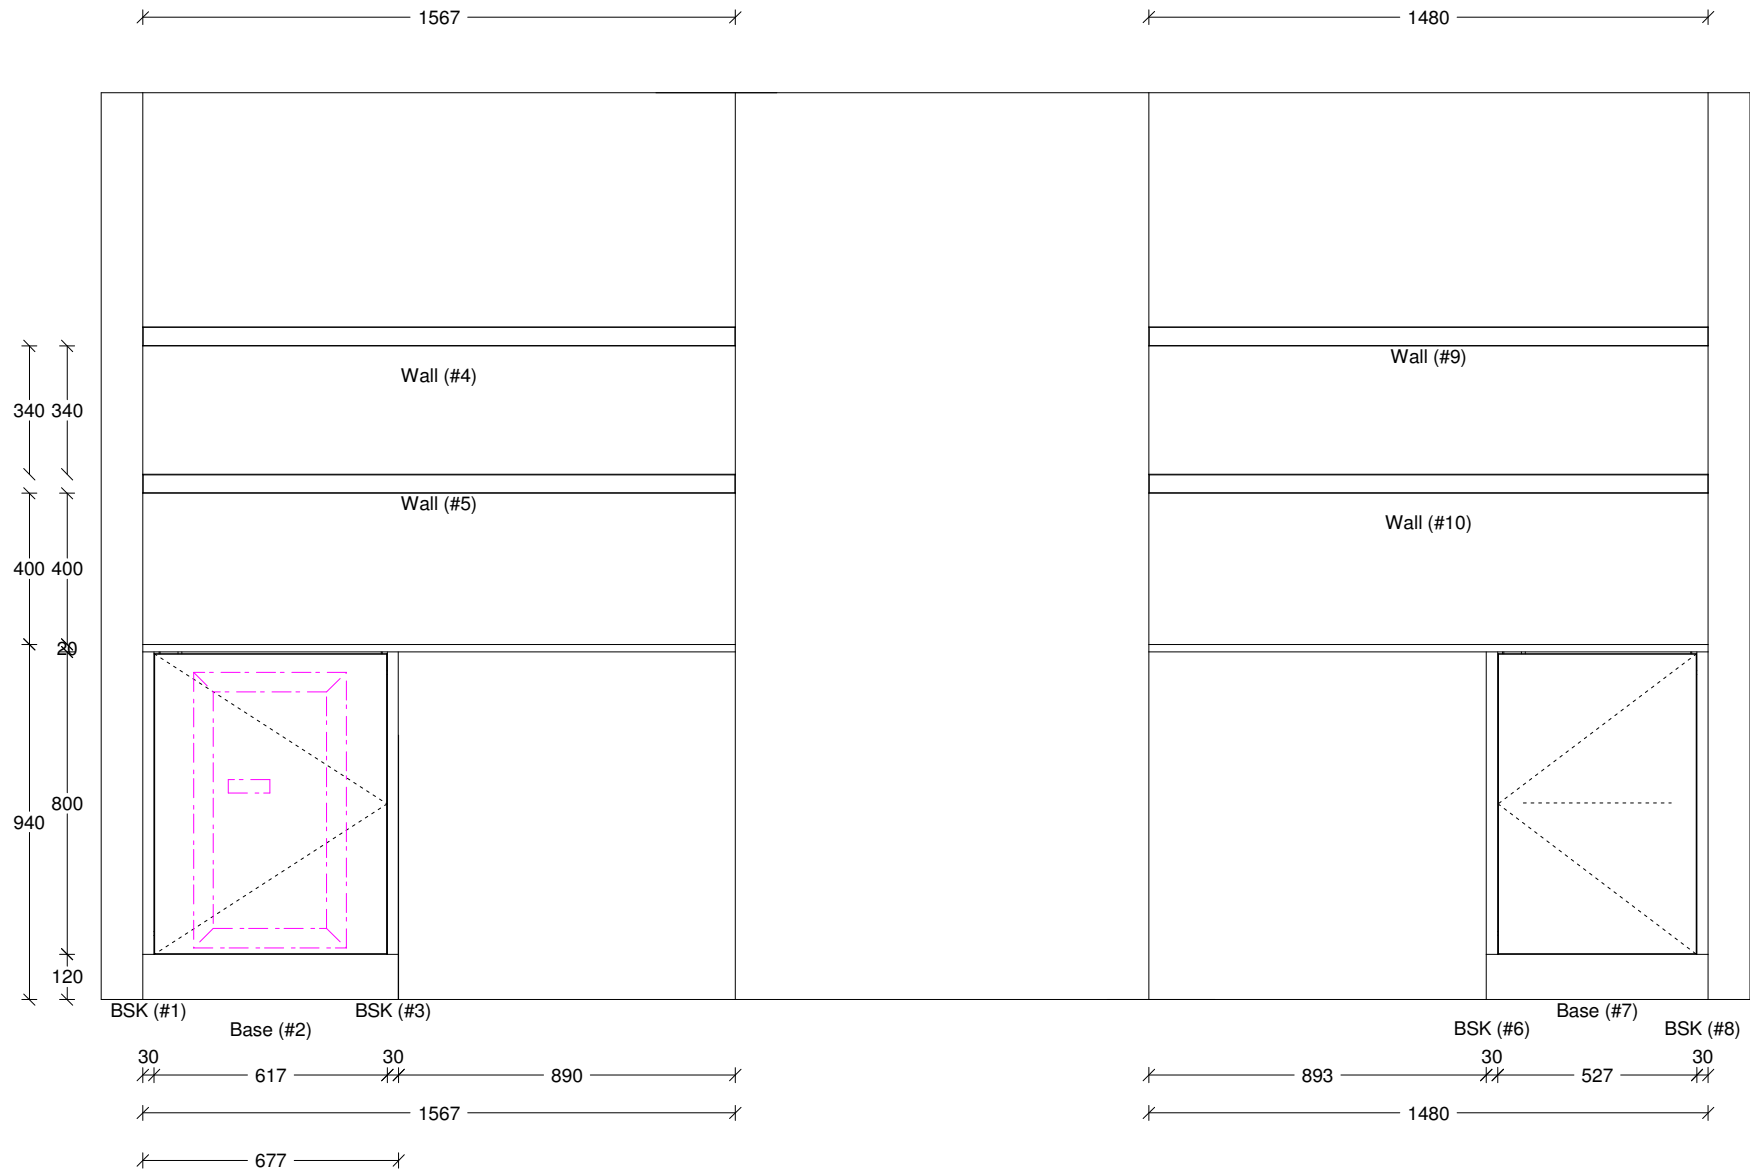 1567 1480
Wall (#9)
Wall (#4)
340 340
Wall (#5)
Wall (#10)
400 400
20
800
940
120
BSK (#1) BSK (#3) Base (#7)
Base (#2) BSK (#6) BSK (#8)
30 30 30 30
617 890 893 527
1567 1480
677